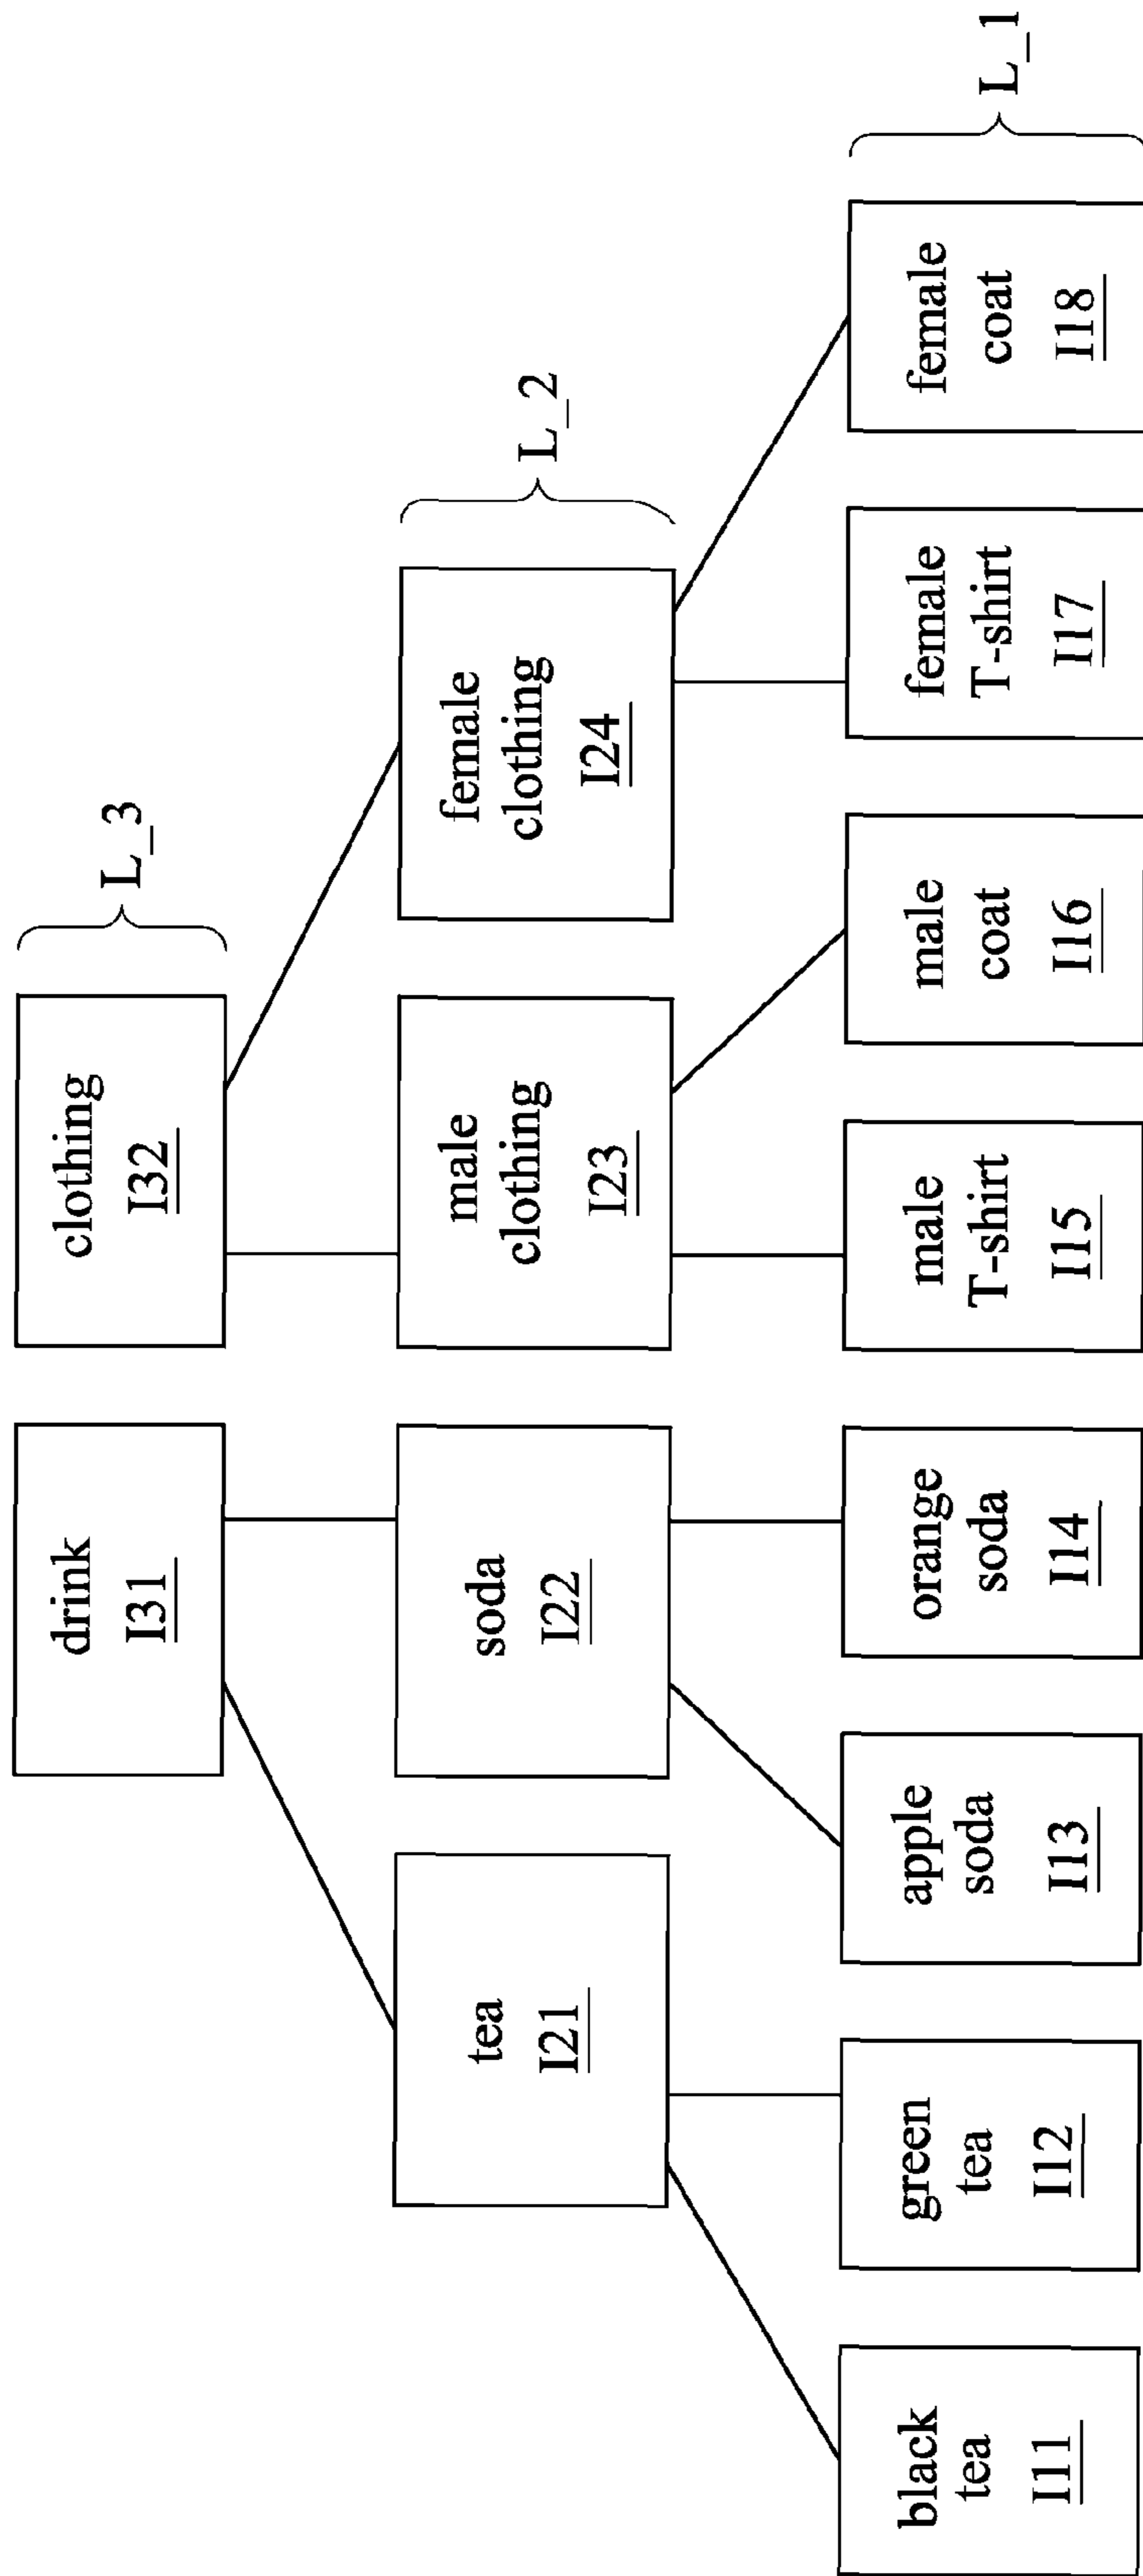 drink
I31
clothing
I32
L_3
tea
I21
soda
I22
male
clothing
I23
female
clothing
I24
L_2
black
tea
I11
green
tea
I12
apple
soda
I13
orange
soda
I14
male
T-shirt
I15
male
coat
I16
female
T-shirt
I17
female
coat
I18
L_1